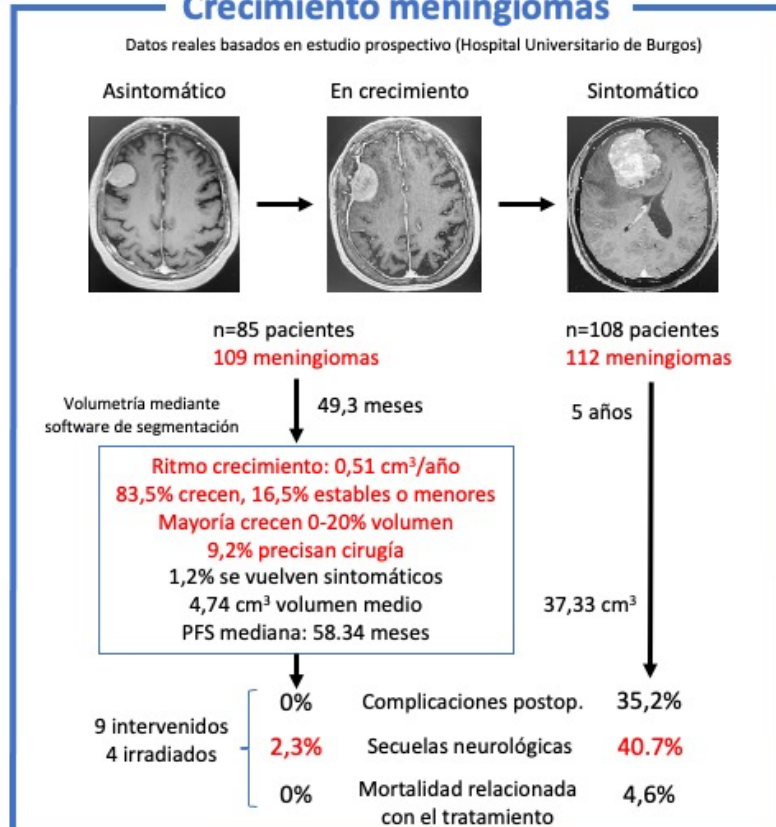 Crecimiento meningiomas
Datos reales basados en estudio prospectivo (Hospital Universitario de Burgos)
Asintomático
En crecimiento
Sintomático
n=85 pacientes
109 meningiomas
n=108 pacientes
112 meningiomas
Volumetría mediante
software de segmentación
49,3 meses
5 años
Ritmo crecimiento: 0,51 cm³/año
83,5% crecen, 16,5% estables o menores
Mayoría crecen 0-20% volumen
9,2% precisan cirugía
1,2% se vuelven sintomáticos
4,74 cm³ volumen medio
PFS mediana: 58.34 meses
37,33 cm³
9 intervenidos
4 irradiados
0%
Complicaciones postop.
35,2%
2,3%
Secuelas neurológicas
40.7%
0%
Mortalidad relacionada
con el tratamiento
4,6%